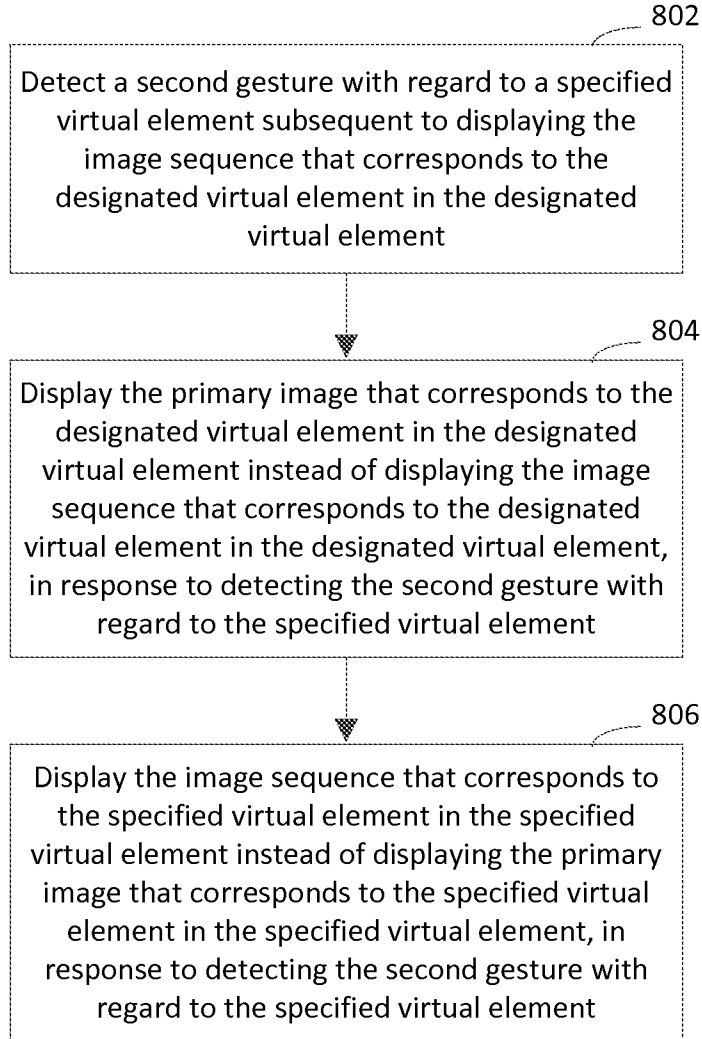 802
Detect a second gesture with regard to a specified
virtual element subsequent to displaying the
image sequence that corresponds to the
designated virtual element in the designated
virtual element
804
Display the primary image that corresponds to the
designated virtual element in the designated
virtual element instead of displaying the image
sequence that corresponds to the designated
virtual element in the designated virtual element,
in response to detecting the second gesture with
regard to the specified virtual element
806
Display the image sequence that corresponds to
the specified virtual element in the specified
virtual element instead of displaying the primary
image that corresponds to the specified virtual
element in the specified virtual element, in
response to detecting the second gesture with
regard to the specified virtual element